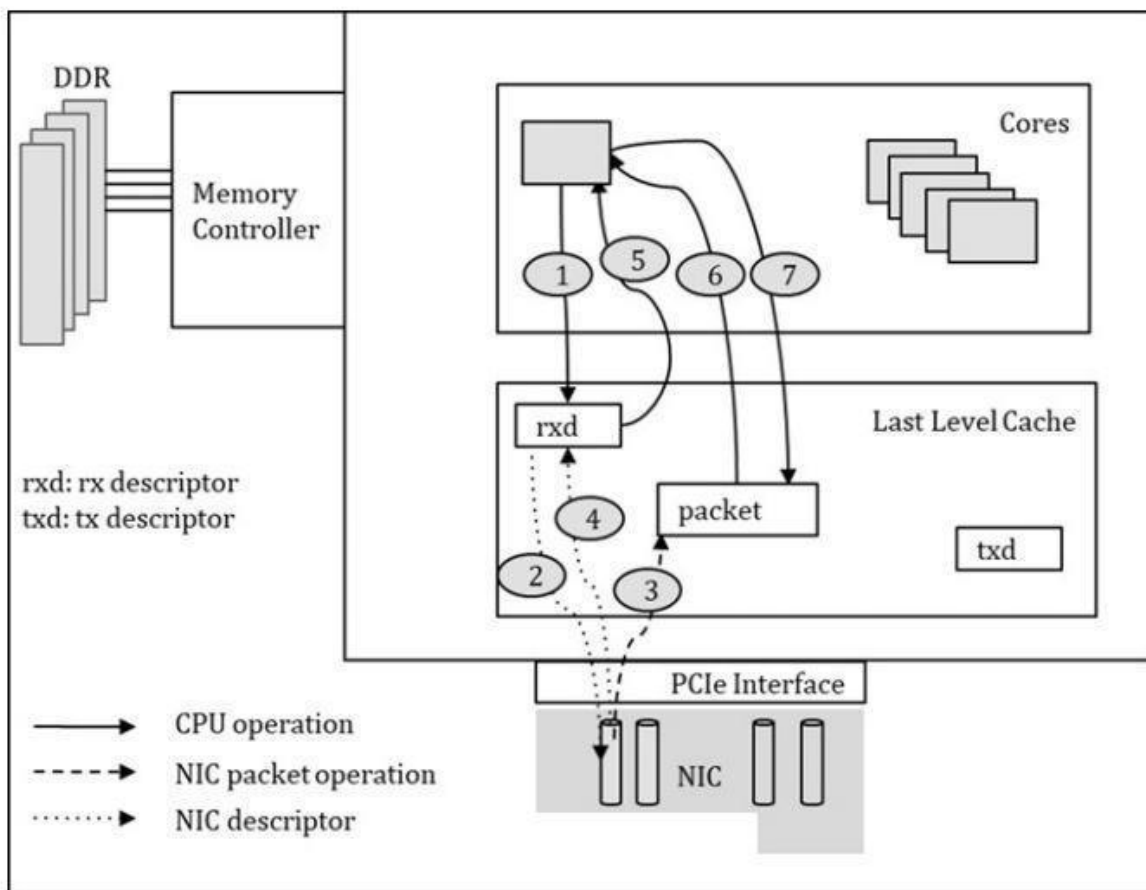 DDR
Memory
Controller
Cores
1
5
6
7
rxd
Last Level Cache
rxd: rx descriptor
txd: tx descriptor
4
packet
txd
2
3
PCIe Interface
CPU operation
NIC packet operation
NIC
NIC descriptor